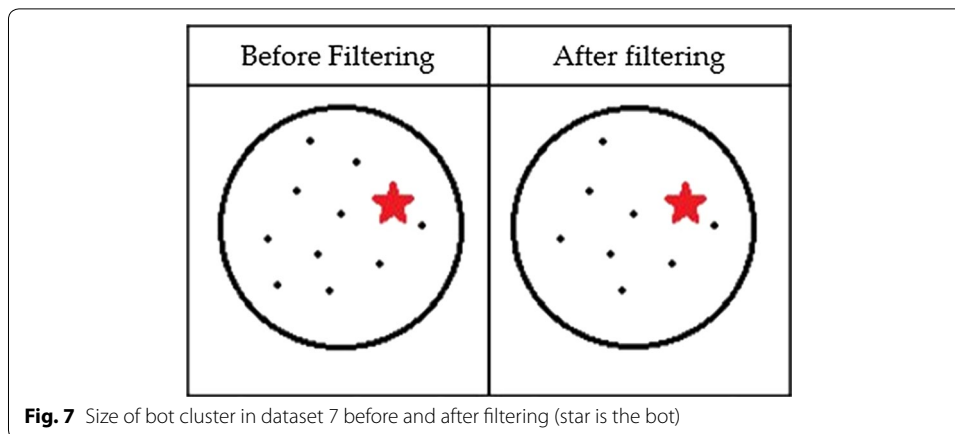 Before Filtering
After filtering
Fig. 7 Size of bot cluster in dataset 7 before and after filtering (star is the bot)